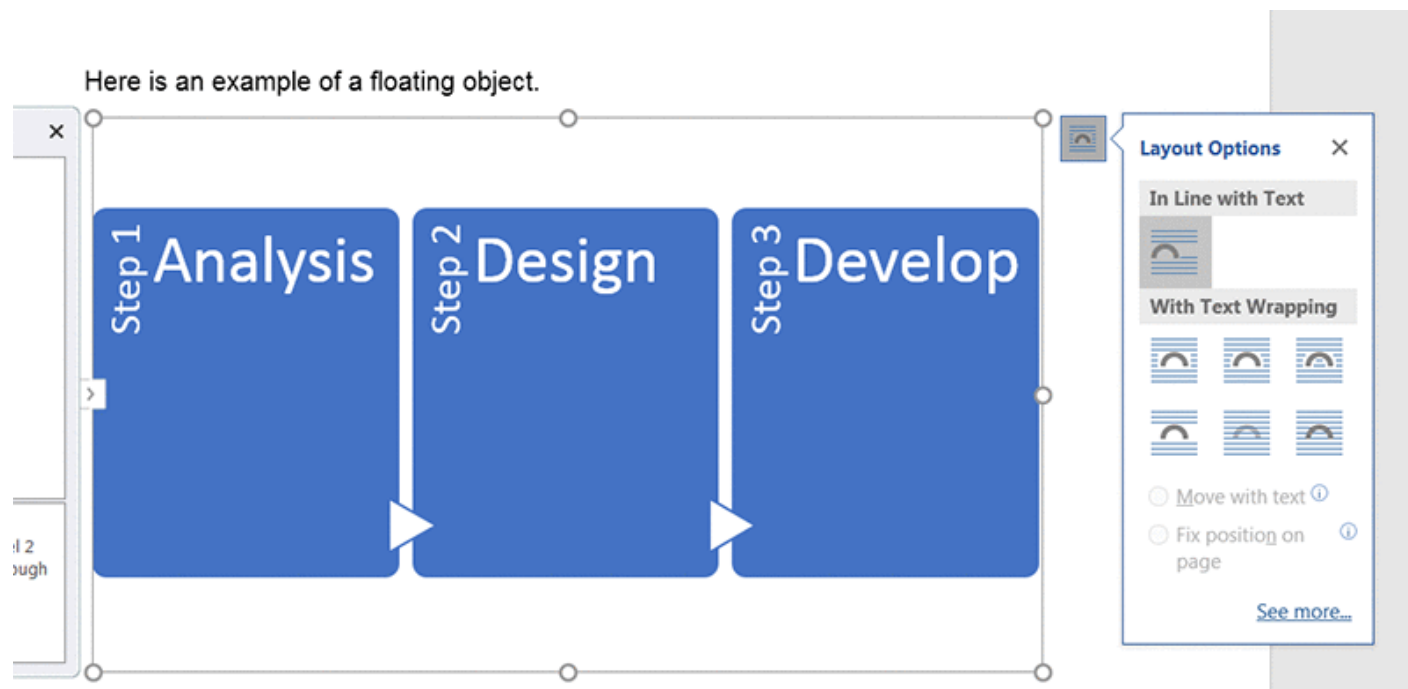 Here is an example of a floating object.
Step 1
Analysis
Step 2
Design
Step 3
Develop
Layout Options
In Line with Text
With Text Wrapping
Move with text
Fix position on
page
See more...
2